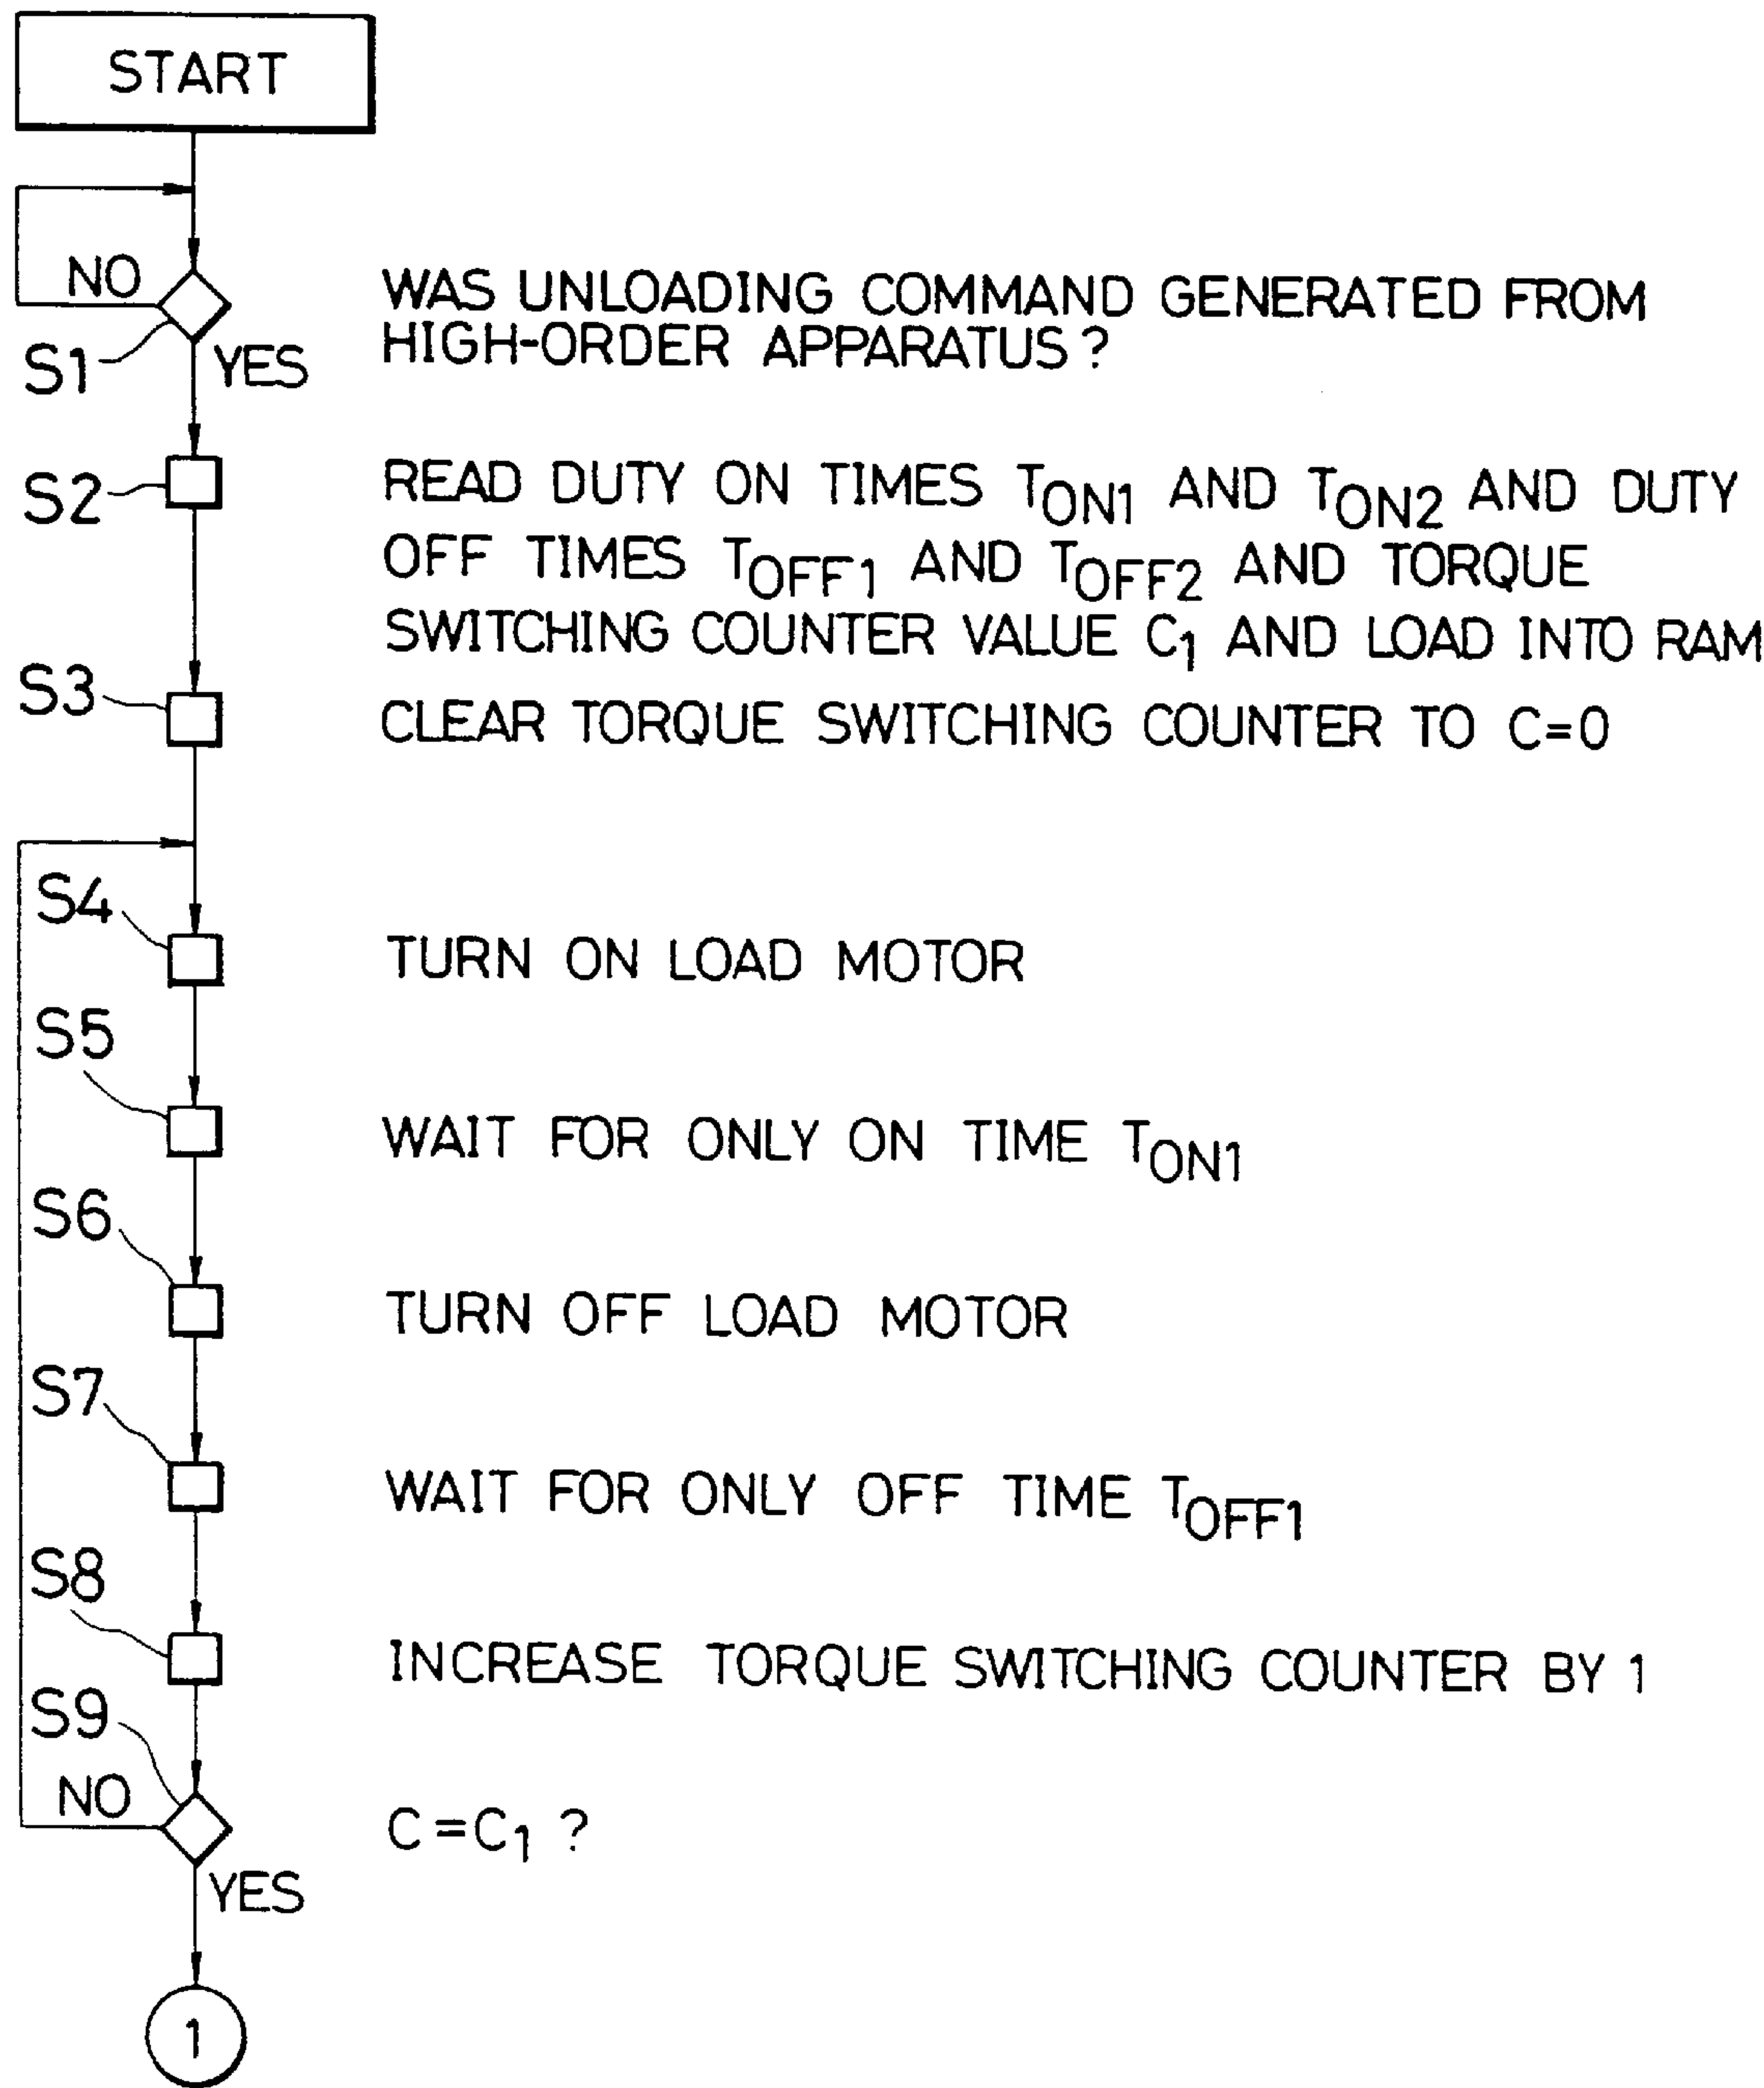 START
NO
S1
YES
WAS UNLOADING COMMAND GENERATED FROM
HIGH-ORDER APPARATUS ?
S2
READ DUTY ON TIMES TON1 AND TON2 AND DUTY
OFF TIMES TOFF1 AND TOFF2 AND TORQUE
SWITCHING COUNTER VALUE C1 AND LOAD INTO RAM
S3
CLEAR TORQUE SWITCHING COUNTER TO C=0
S4
TURN ON LOAD MOTOR
S5
WAIT FOR ONLY ON TIME TON1
S6
TURN OFF LOAD MOTOR
S7
WAIT FOR ONLY OFF TIME TOFF1
S8
INCREASE TORQUE SWITCHING COUNTER BY 1
S9
NO
C=C1 ?
YES
1